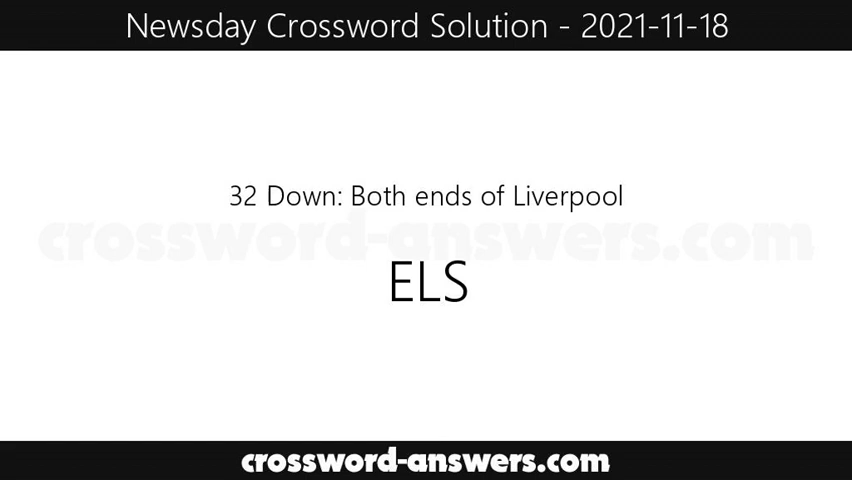 Newsday Crossword Solution - 2021-11-18
32 Down: Both ends of Liverpool
crossword-answers.com
ELS
crossword-answers.com